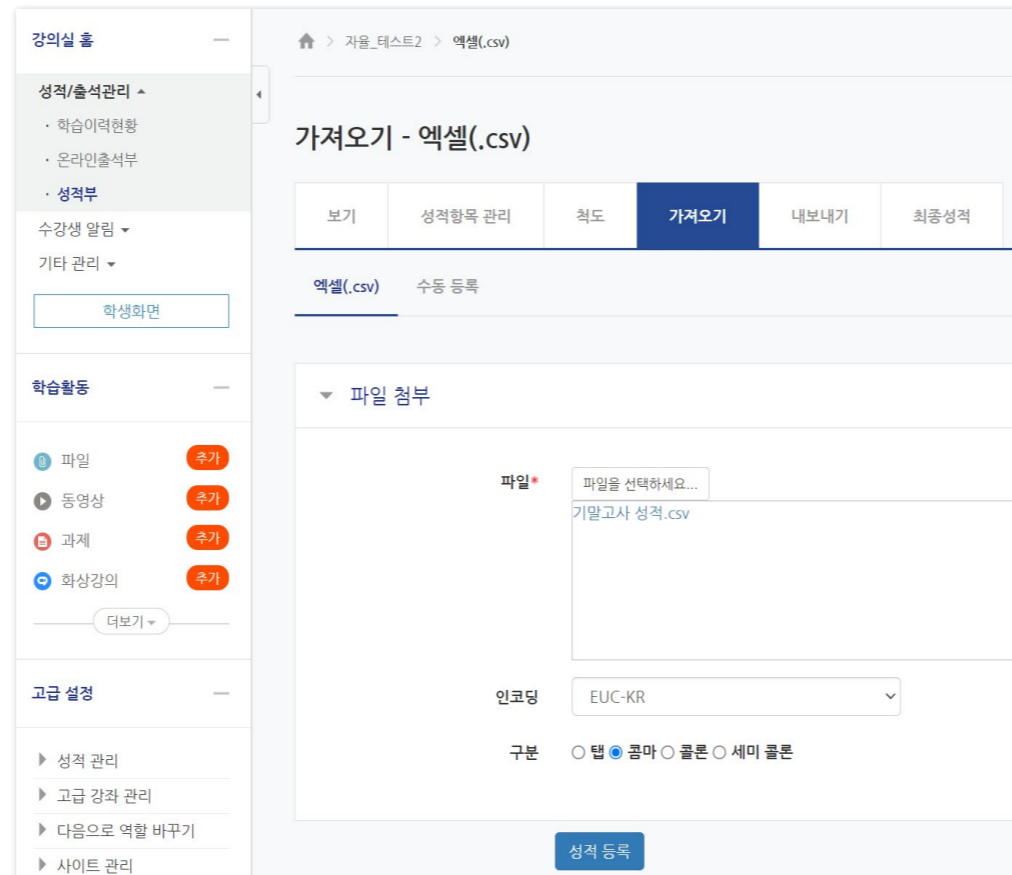 강의실 홈
성적/출석관리
· 학습이력현황
· 온라인출석부
· 성적부
수강생 알림
기타 관리
학생화면
학습활동
파일 추가
동영상 추가
과제 추가
화상강의 추가
더보기
고급 설정
성적 관리
고급 강좌 관리
다음으로 역할 바꾸기
사이트 관리
> 자율_테스트2 > 엑셀(.csv)
가져오기 - 엑셀(.csv)
보기 성적항목 관리 척도 가져오기 내보내기 최종성적
엑셀(.csv) 수동 등록
파일 첨부
파일* 파일을 선택하세요...
기말고사 성적.csv
인코딩 EUC-KR
구분 탭 콤마 콜론 세미 콜론
성적 등록